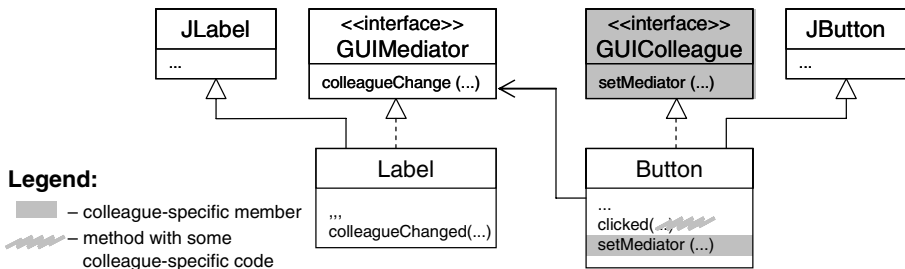 JLabel
...
<<interface>>
GUIMediator
colleagueChange (...)
<<interface>>
GUIColleague
setMediator (...)
JButton
...
Label
,,,
colleagueChanged(...)
Button
...
clicked(...)
setMediator (...)
Legend:
– colleague-specific member
– method with some
colleague-specific code